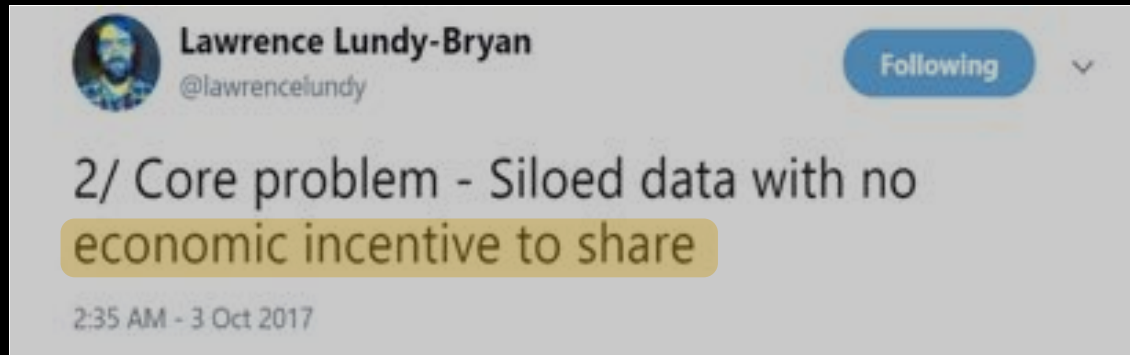 Lawrence Lundy-Bryan
@lawrencelundy
Following
2/ Core problem - Siloed data with no
economic incentive to share
2:35 AM - 3 Oct 2017